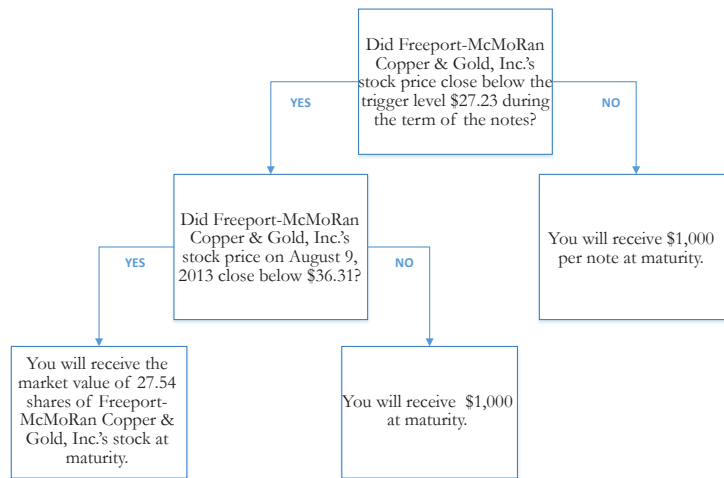 Did Freeport-McMoRan
Copper & Gold, Inc.'s
stock price close below the
trigger level $27.23 during
the term of the notes?
YES
NO
Did Freeport-McMoRan
Copper & Gold, Inc.'s
stock price on August 9,
2013 close below $36.31?
You will receive $1,000
per note at maturity.
YES
NO
You will receive the
market value of 27.54
shares of Freeport-
McMoRan Copper &
Gold, Inc.'s stock at
maturity.
You will receive $1,000
at maturity.